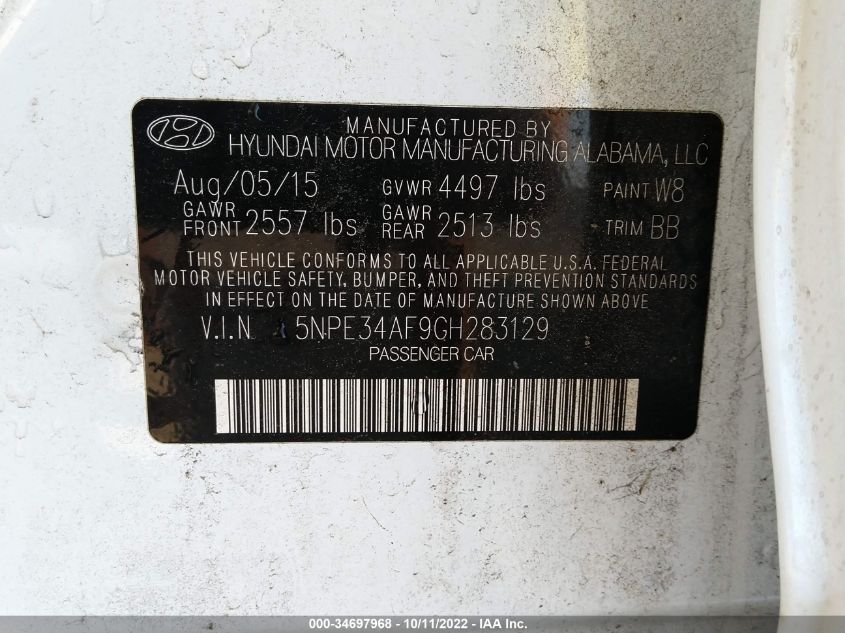 MANUFACTURED BY
HYUNDAI MOTOR MANUFACTURING ALABAMA, LLC
Aug/05/15 GVWR 4497 lbs PAINT W8
GAWR FRONT 2557 lbs GAWR REAR 2513 lbs TRIM BB
THIS VEHICLE CONFORMS TO ALL APPLICABLE U.S.A. FEDERAL
MOTOR VEHICLE SAFETY, BUMPER, AND THEFT PREVENTION STANDARDS
IN EFFECT ON THE DATE OF MANUFACTURE SHOWN ABOVE
V.I.N 5NPE34AF9GH283129
PASSENGER CAR
000-34697968 - 10/11/2022 - IAA Inc.